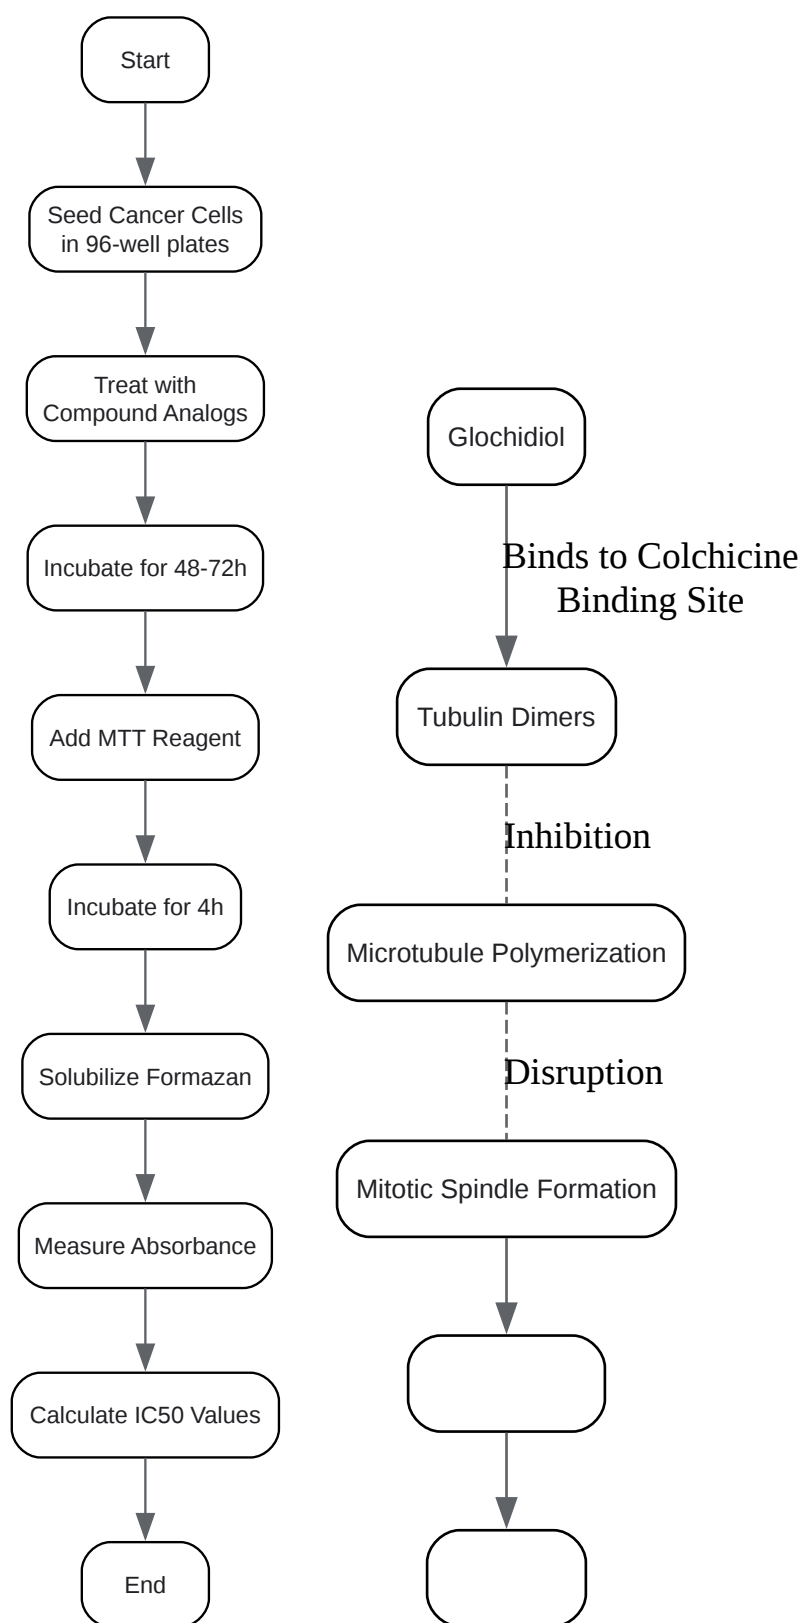 Start
Seed Cancer Cells
in 96-well plates
Treat with
Compound Analogs
Incubate for 48-72h
Add MTT Reagent
Incubate for 4h
Solubilize Formazan
Measure Absorbance
Calculate IC50 Values
End
Glochidiol
Binds to Colchicine
Binding Site
Tubulin Dimers
Inhibition
Microtubule Polymerization
Disruption
Mitotic Spindle Formation